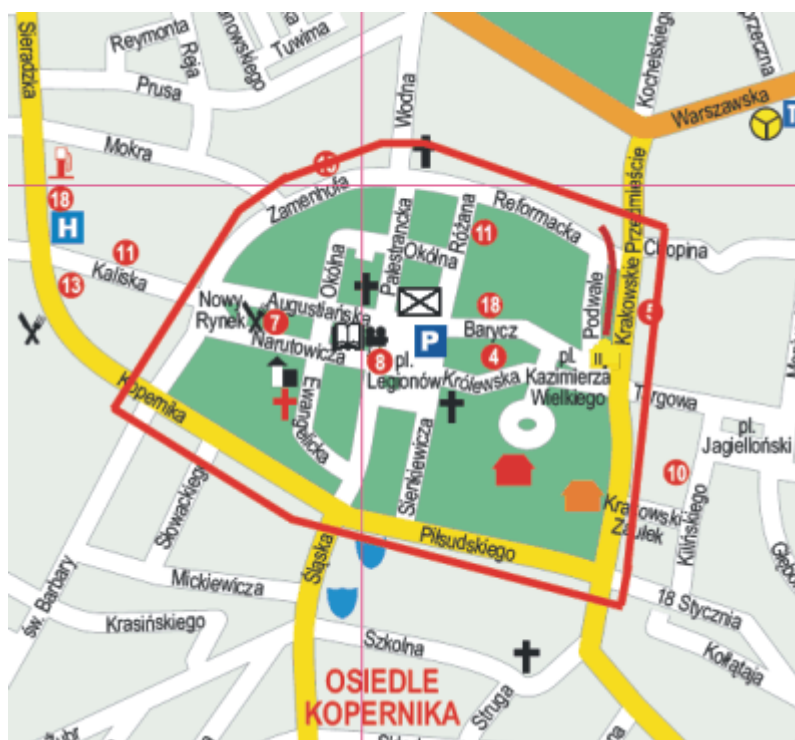 Sieradzka
Reymonta
Reja
Tuwima
Prusa
Wodna
Kochelskiego
Warszawska
Mokra
18
H
Zamenhofa
Reformacka
Krakowskie Przedmieście
Chopina
11
Kaliska
13
Okólna
Palestrancka
Okólna
Różana
11
Podwale
5
Nowy
Rynek
Augustiańska
7
Narutowicza
18
Barycz
P
8
pl.
Legionów
4
Królewska
pl.
Kazimierza
Wielkiego
Targowa
pl.
Jagielloński
Kopernika
Ewangelicka
Sienkiewicza
10
Krakowski
Zaułek
Kilińskiego
Słowackiego
Śląska
Piłsudskiego
św. Barbary
Mickiewicza
Krasińskiego
Szkolna
18 Stycznia
Kołłątaja
Struga
OSIEDLE
KOPERNIKA